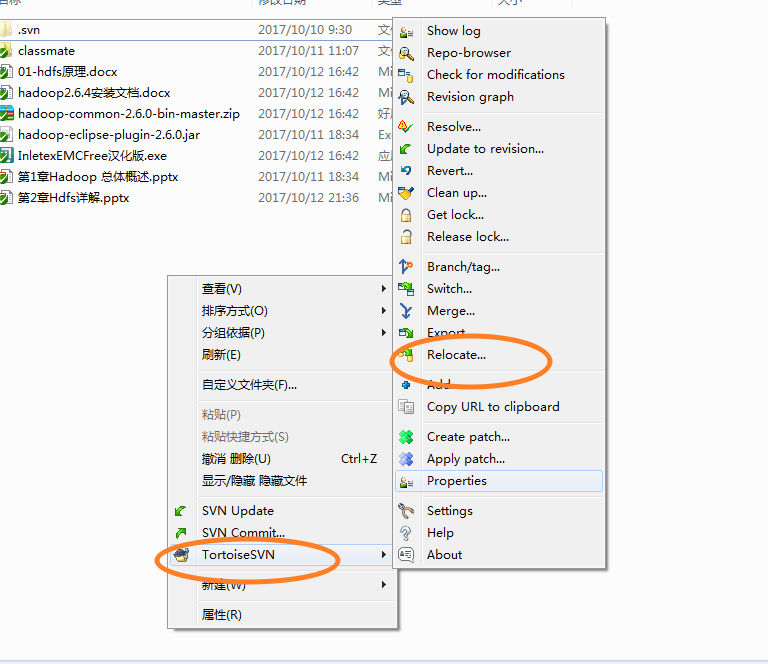 名称 修改日期 类型 大小
.svn 2017/10/10 9:30 文
classmate 2017/10/11 11:07 文
01-hdfs原理.docx 2017/10/12 16:42 Mi
hadoop2.6.4安装文档.docx 2017/10/12 16:42 Mi
hadoop-common-2.6.0-bin-master.zip 2017/10/12 16:42 好
hadoop-eclipse-plugin-2.6.0.jar 2017/10/11 18:34 Exe
InletexEMCFree汉化版.exe 2017/10/12 16:42 应
第1章Hadoop 总体概述.pptx 2017/10/11 18:34 Mi
第2章Hdfs详解.pptx 2017/10/12 21:36 Mi
查看(V)
排序方式(O)
分组依据(P)
刷新(E)
自定义文件夹(F)...
粘贴(P)
粘贴快捷方式(S)
撤消 删除(U) Ctrl+Z
显示/隐藏 隐藏文件
SVN Update
SVN Commit...
TortoiseSVN
新建(W)
属性(R)
Show log
Repo-browser
Check for modifications
Revision graph
Resolve...
Update to revision...
Revert...
Clean up...
Get lock...
Release lock...
Branch/tag...
Switch...
Merge...
Export...
Relocate...
Add...
Copy URL to clipboard
Create patch...
Apply patch...
Properties
Settings
Help
About